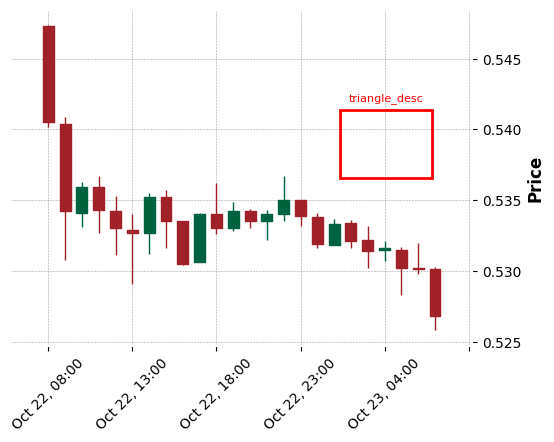 triangle_desc
0.545
0.540
0.535
0.530
0.525
Price
Oct 22, 08:00
Oct 22, 13:00
Oct 22, 18:00
Oct 22, 23:00
Oct 23, 04:00